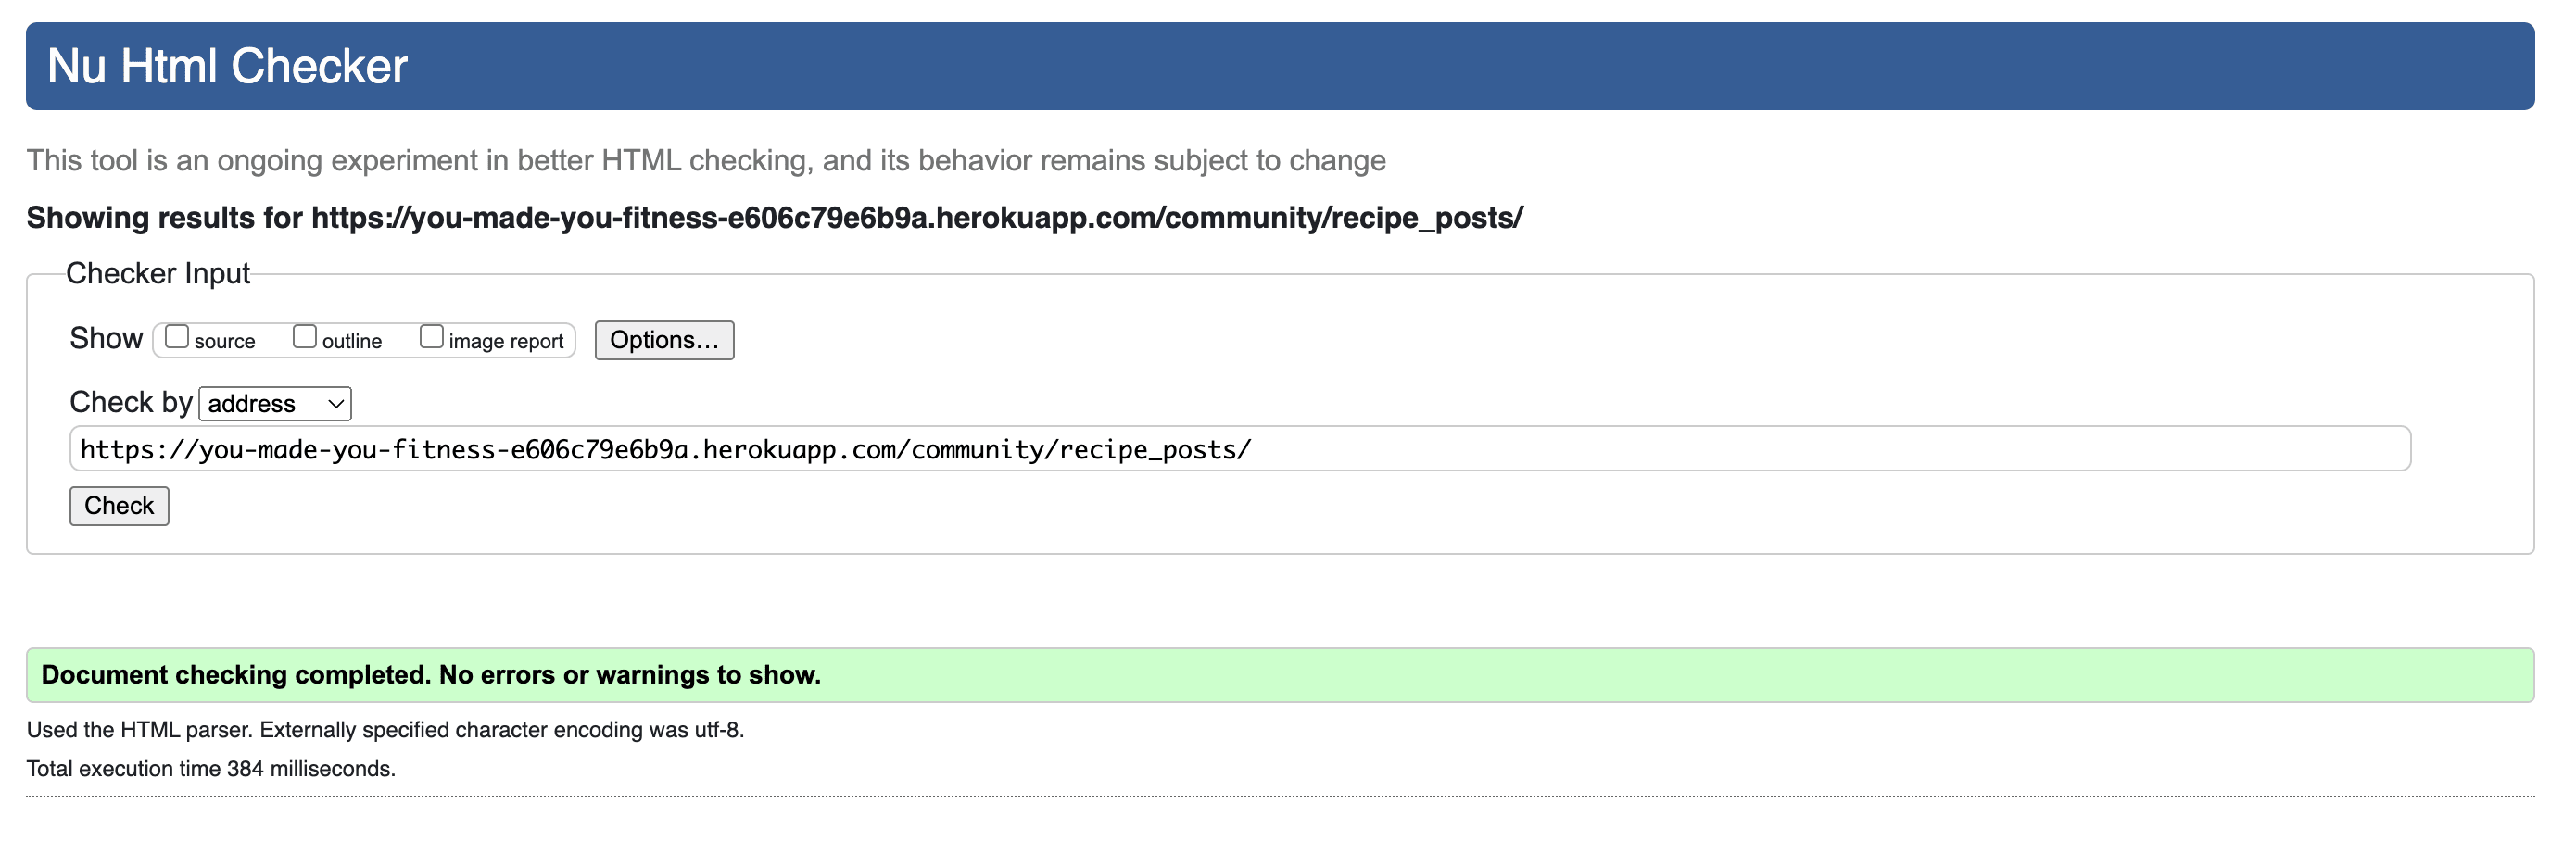 Nu Html Checker
This tool is an ongoing experiment in better HTML checking, and its behavior remains subject to change
Showing results for https://you-made-you-fitness-e606c79e6b9a.herokuapp.com/community/recipe_posts/
Checker Input
Show source outline image report Options...
Check by address
https://you-made-you-fitness-e606c79e6b9a.herokuapp.com/community/recipe_posts/
Check
Document checking completed. No errors or warnings to show.
Used the HTML parser. Externally specified character encoding was utf-8.
Total execution time 384 milliseconds.